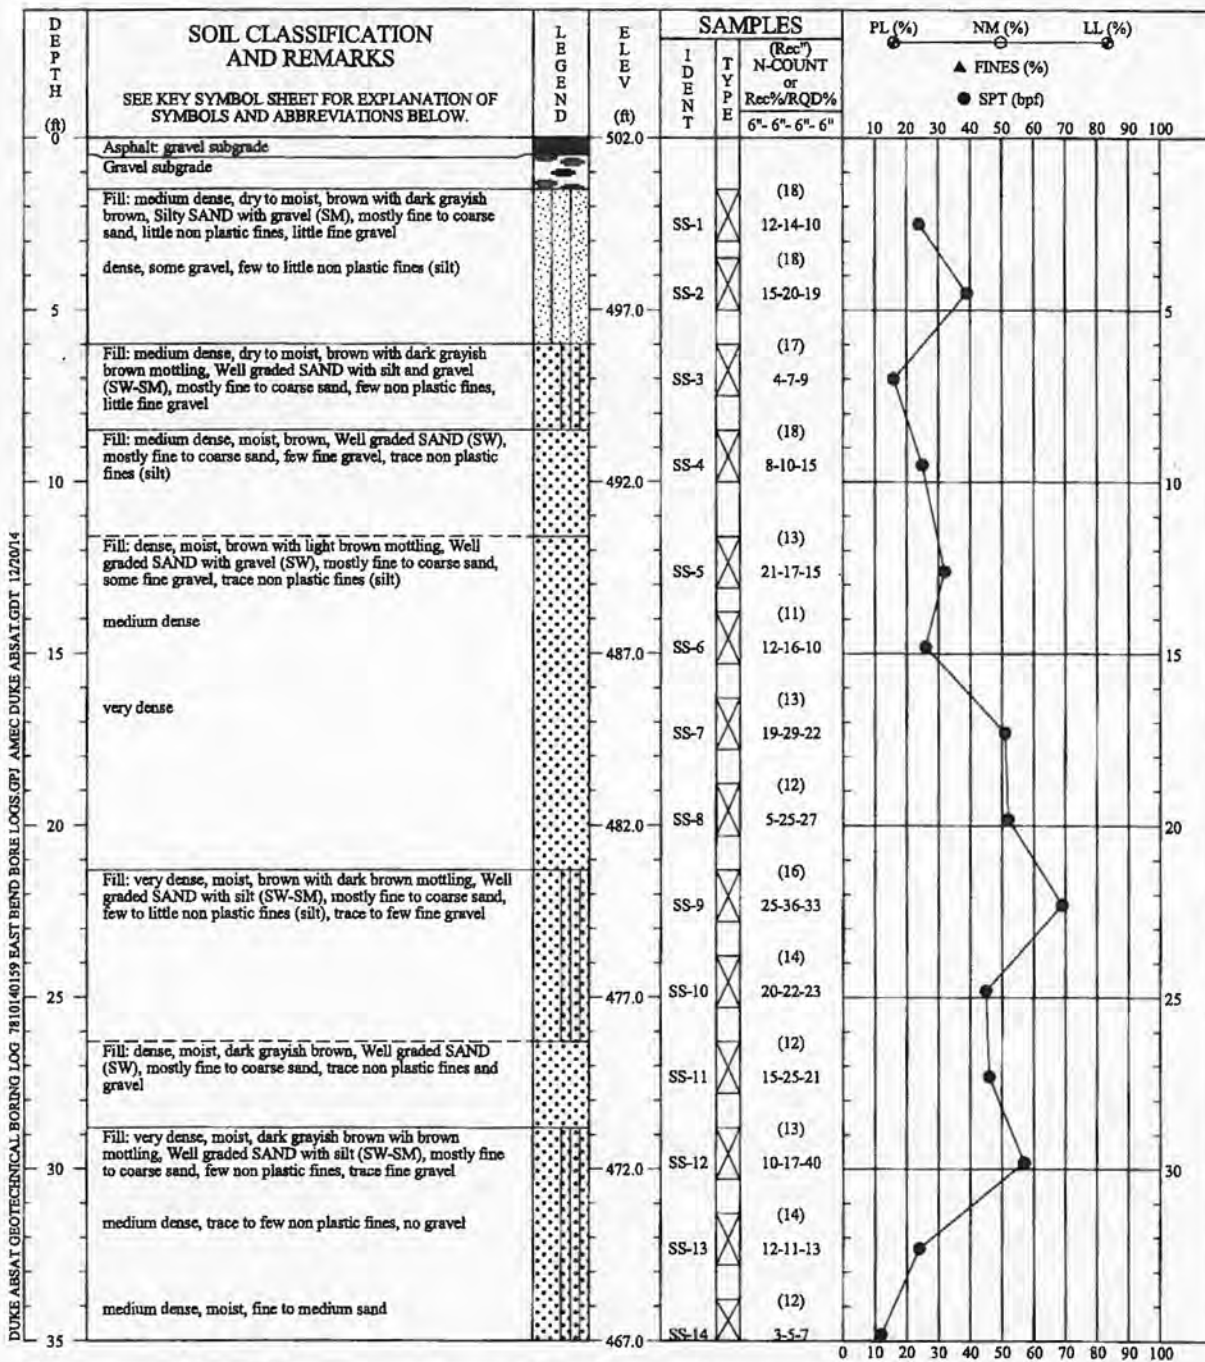 DEPTH
(ft)
SOIL CLASSIFICATION
AND REMARKS
SEE KEY SYMBOL SHEET FOR EXPLANATION OF
SYMBOLS AND ABBREVIATIONS BELOW.
LEGEND
ELEV
(ft)
SAMPLES
IDENT
TYPE
(Rec")
N-COUNT
or
Rec%/RQD%
6"- 6"- 6"- 6"
PL (%) NM (%) LL (%)
▲ FINES (%)
● SPT (bpf)
10 20 30 40 50 60 70 80 90 100
0
502.0
Asphalt: gravel subgrade
Gravel subgrade
Fill: medium dense, dry to moist, brown with dark grayish
brown, Silty SAND with gravel (SM), mostly fine to coarse
sand, little non plastic fines, little fine gravel
(18)
SS-1 12-14-10
dense, some gravel, few to little non plastic fines (silt)
(18)
SS-2 15-20-19
5 497.0 5
Fill: medium dense, dry to moist, brown with dark grayish
brown mottling, Well graded SAND with silt and gravel
(SW-SM), mostly fine to coarse sand, few non plastic fines,
little fine gravel
(17)
SS-3 4-7-9
Fill: medium dense, moist, brown, Well graded SAND (SW),
mostly fine to coarse sand, few fine gravel, trace non plastic
fines (silt)
(18)
SS-4 8-10-15
10 492.0 10
Fill: dense, moist, brown with light brown mottling, Well
graded SAND with gravel (SW), mostly fine to coarse sand,
some fine gravel, trace non plastic fines (silt)
(13)
SS-5 21-17-15
medium dense
(11)
SS-6 12-16-10
15 487.0 15
very dense
(13)
SS-7 19-29-22
(12)
SS-8 5-25-27
20 482.0 20
Fill: very dense, moist, brown with dark brown mottling, Well
graded SAND with silt (SW-SM), mostly fine to coarse sand,
few to little non plastic fines (silt), trace to few fine gravel
(16)
SS-9 25-36-33
(14)
SS-10 20-22-23
25 477.0 25
Fill: dense, moist, dark grayish brown, Well graded SAND
(SW), mostly fine to coarse sand, trace non plastic fines and
gravel
(12)
SS-11 15-25-21
Fill: very dense, moist, dark grayish brown wih brown
mottling, Well graded SAND with silt (SW-SM), mostly fine
to coarse sand, few non plastic fines, trace fine gravel
(13)
SS-12 10-17-40
30 472.0 30
medium dense, trace to few non plastic fines, no gravel
(14)
SS-13 12-11-13
medium dense, moist, fine to medium sand
(12)
SS-14 3-5-7
35 467.0
0 10 20 30 40 50 60 70 80 90 100
DUKE ABSAT GEOTECHNICAL BORING LOG 7810140159 EAST BEND BORE LOGS.GPJ AMEC DUKE ABSAT.GDT 12/20/14